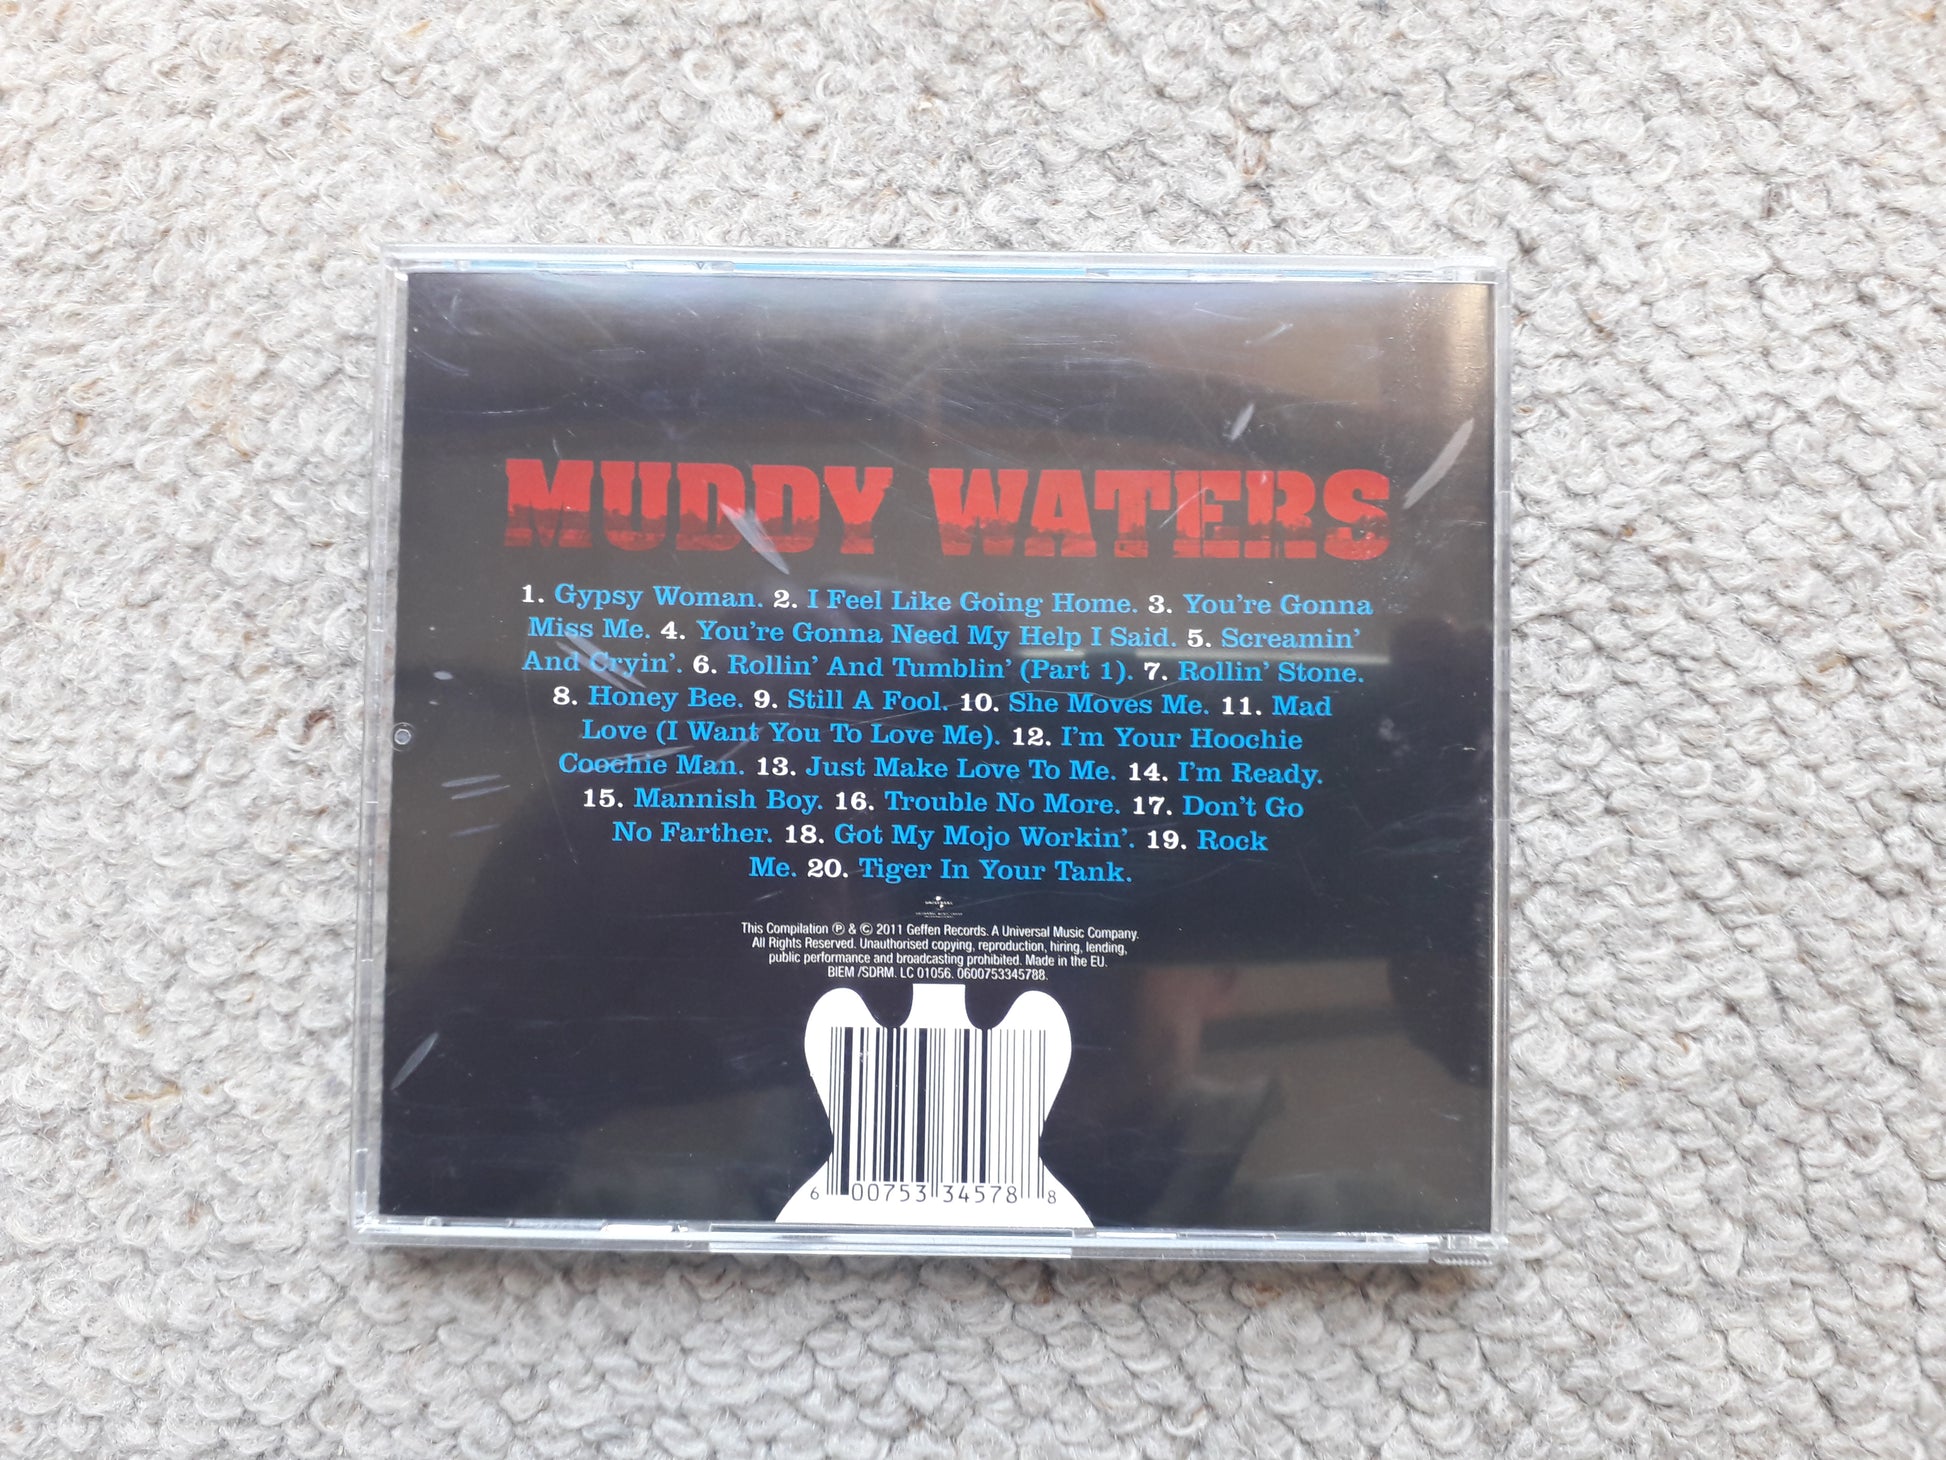 MUDDY WATERS
1. Gypsy Woman. 2. I Feel Like Going Home. 3. You're Gonna
Miss Me. 4. You're Gonna Need My Help I Said. 5. Screamin'
And Cryin'. 6. Rollin' And Tumblin' (Part 1). 7. Rollin' Stone.
8. Honey Bee. 9. Still A Fool. 10. She Moves Me. 11. Mad
Love (I Want You To Love Me). 12. I'm Your Hoochie
Coochie Man. 13. Just Make Love To Me. 14. I'm Ready.
15. Mannish Boy. 16. Trouble No More. 17. Don't Go
No Farther. 18. Got My Mojo Workin'. 19. Rock
Me. 20. Tiger In Your Tank.
UNIVERSAL
This Compilation ℗ & © 2011 Geffen Records. A Universal Music Company.
All Rights Reserved. Unauthorised copying, reproduction, hiring, lending,
public performance and broadcasting prohibited. Made in the EU.
BIEM /SDRM. LC 01056. 0600753345788.
6 00753 34578 8